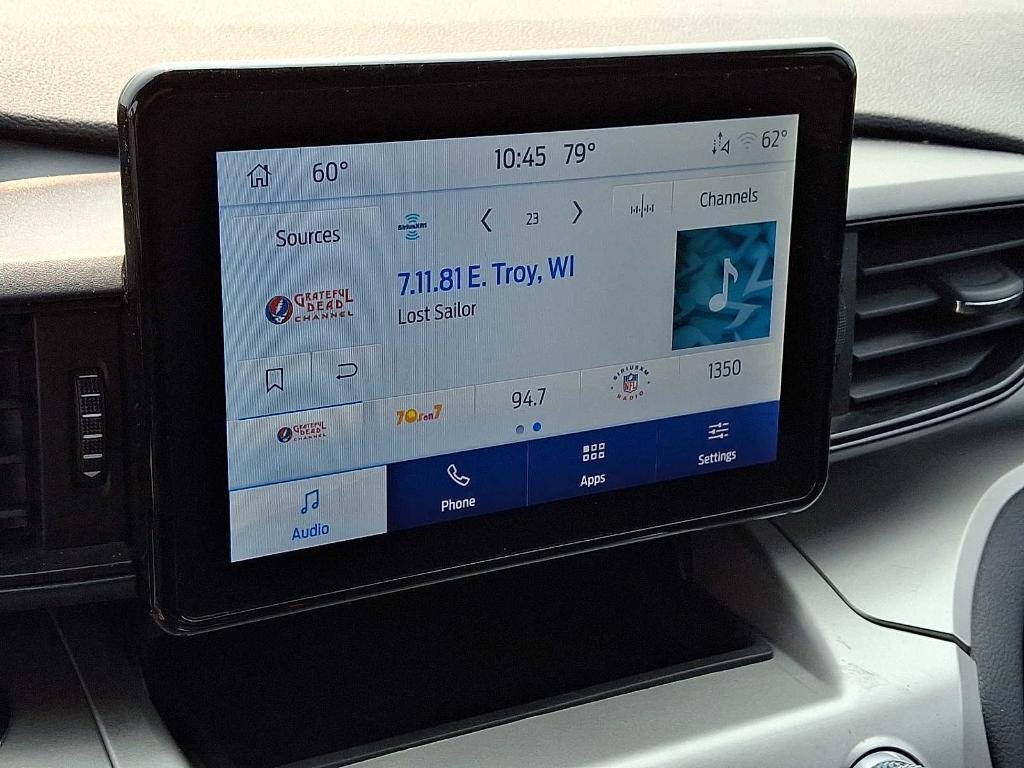 60°
10:45 79°
62°
Sources
SiriusXM
23
Channels
GRATEFUL
DEAD
CHANNEL
7.11.81 E. Troy, WI
Lost Sailor
GRATEFUL
DEAD
CHANNEL
70s on 7
94.7
SIRIUSXM
NFL
RADIO
1350
Audio
Phone
Apps
Settings